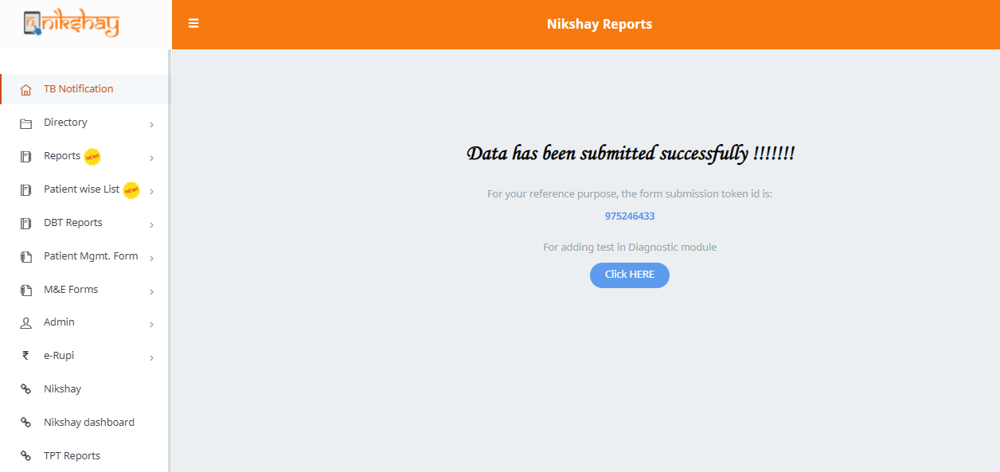 nikshay
Nikshay Reports
TB Notification
Directory
Reports NEW!
Patient wise List NEW!
DBT Reports
Patient Mgmt. Form
M&E Forms
Admin
₹ e-Rupi
Nikshay
Nikshay dashboard
TPT Reports
Data has been submitted successfully !!!!!!!
For your reference purpose, the form submission token id is:
975246433
For adding test in Diagnostic module
Click HERE